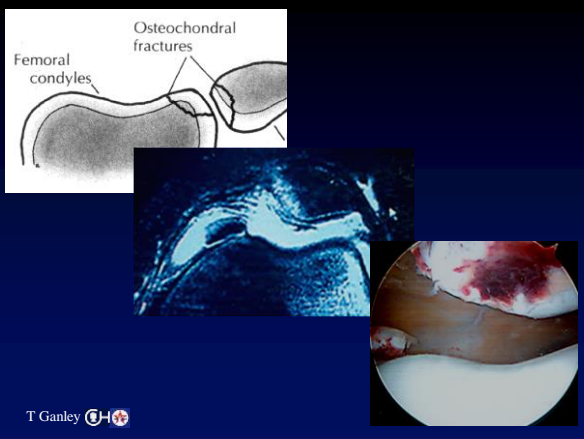 Osteochondral
fractures
Femoral
condyles
T Ganley